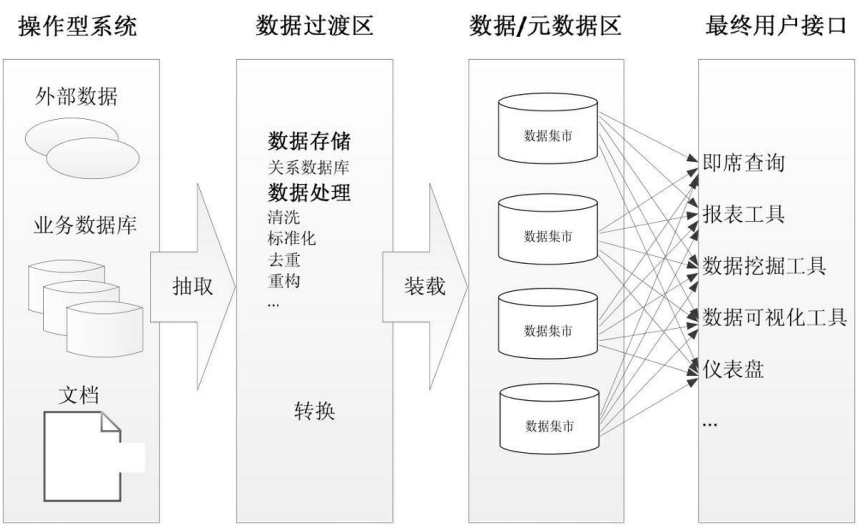 操作型系统
数据过渡区
数据/元数据区
最终用户接口
外部数据
业务数据库
文档
抽取
数据存储
关系数据库
数据处理
清洗
标准化
去重
重构
...
转换
装载
数据集市
数据集市
数据集市
数据集市
即席查询
报表工具
数据挖掘工具
数据可视化工具
仪表盘
...